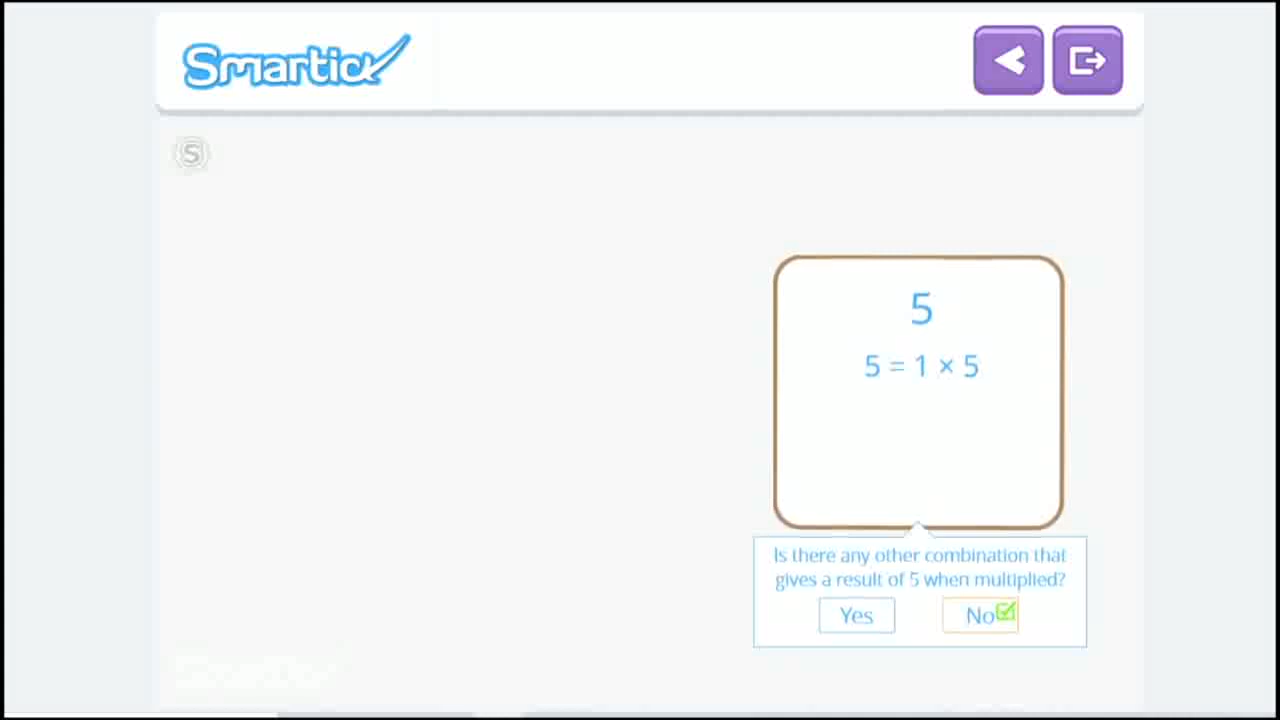 Smartick
S
5
5 = 1 × 5
Is there any other combination that
gives a result of 5 when multiplied?
Yes
No